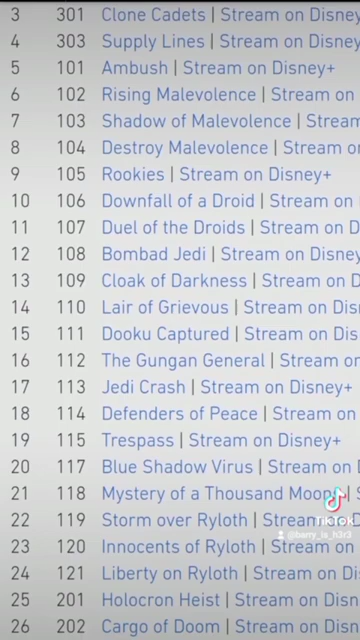 3 301 Clone Cadets | Stream on Disney
4 303 Supply Lines | Stream on Disney
5 101 Ambush | Stream on Disney+
6 102 Rising Malevolence | Stream on
7 103 Shadow of Malevolence | Stream
8 104 Destroy Malevolence | Stream on
9 105 Rookies | Stream on Disney+
10 106 Downfall of a Droid | Stream on
11 107 Duel of the Droids | Stream on D
12 108 Bombad Jedi | Stream on Disney
13 109 Cloak of Darkness | Stream on D
14 110 Lair of Grievous | Stream on Dis
15 111 Dooku Captured | Stream on Dis
16 112 The Gungan General | Stream on
17 113 Jedi Crash | Stream on Disney+
18 114 Defenders of Peace | Stream on
19 115 Trespass | Stream on Disney+
20 117 Blue Shadow Virus | Stream on D
21 118 Mystery of a Thousand Moons | S
22 119 Storm over Ryloth | Stream on D
TikTok
@barry_is_h3r3
23 120 Innocents of Ryloth | Stream on
24 121 Liberty on Ryloth | Stream on Di
25 201 Holocron Heist | Stream on Dis
26 202 Cargo of Doom | Stream on Dis